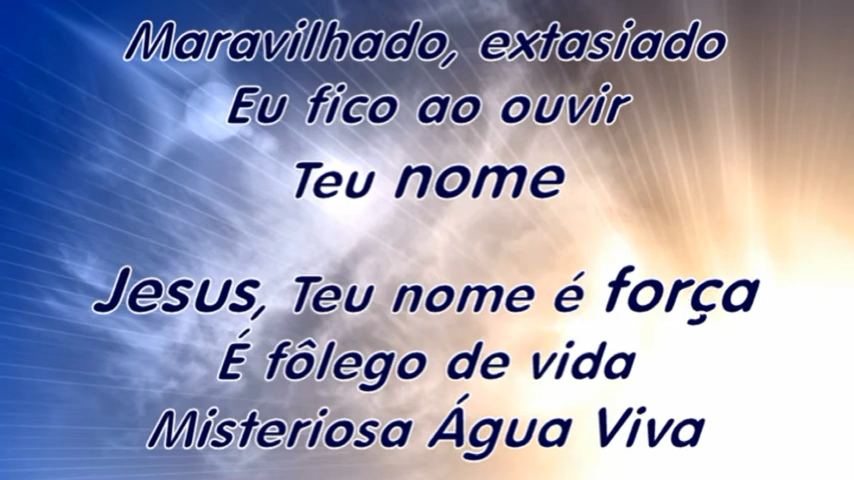 Maravilhado, extasiado
Eu fico ao ouvir
Teu nome
Jesus, Teu nome é força
É fôlego de vida
Misteriosa Água Viva